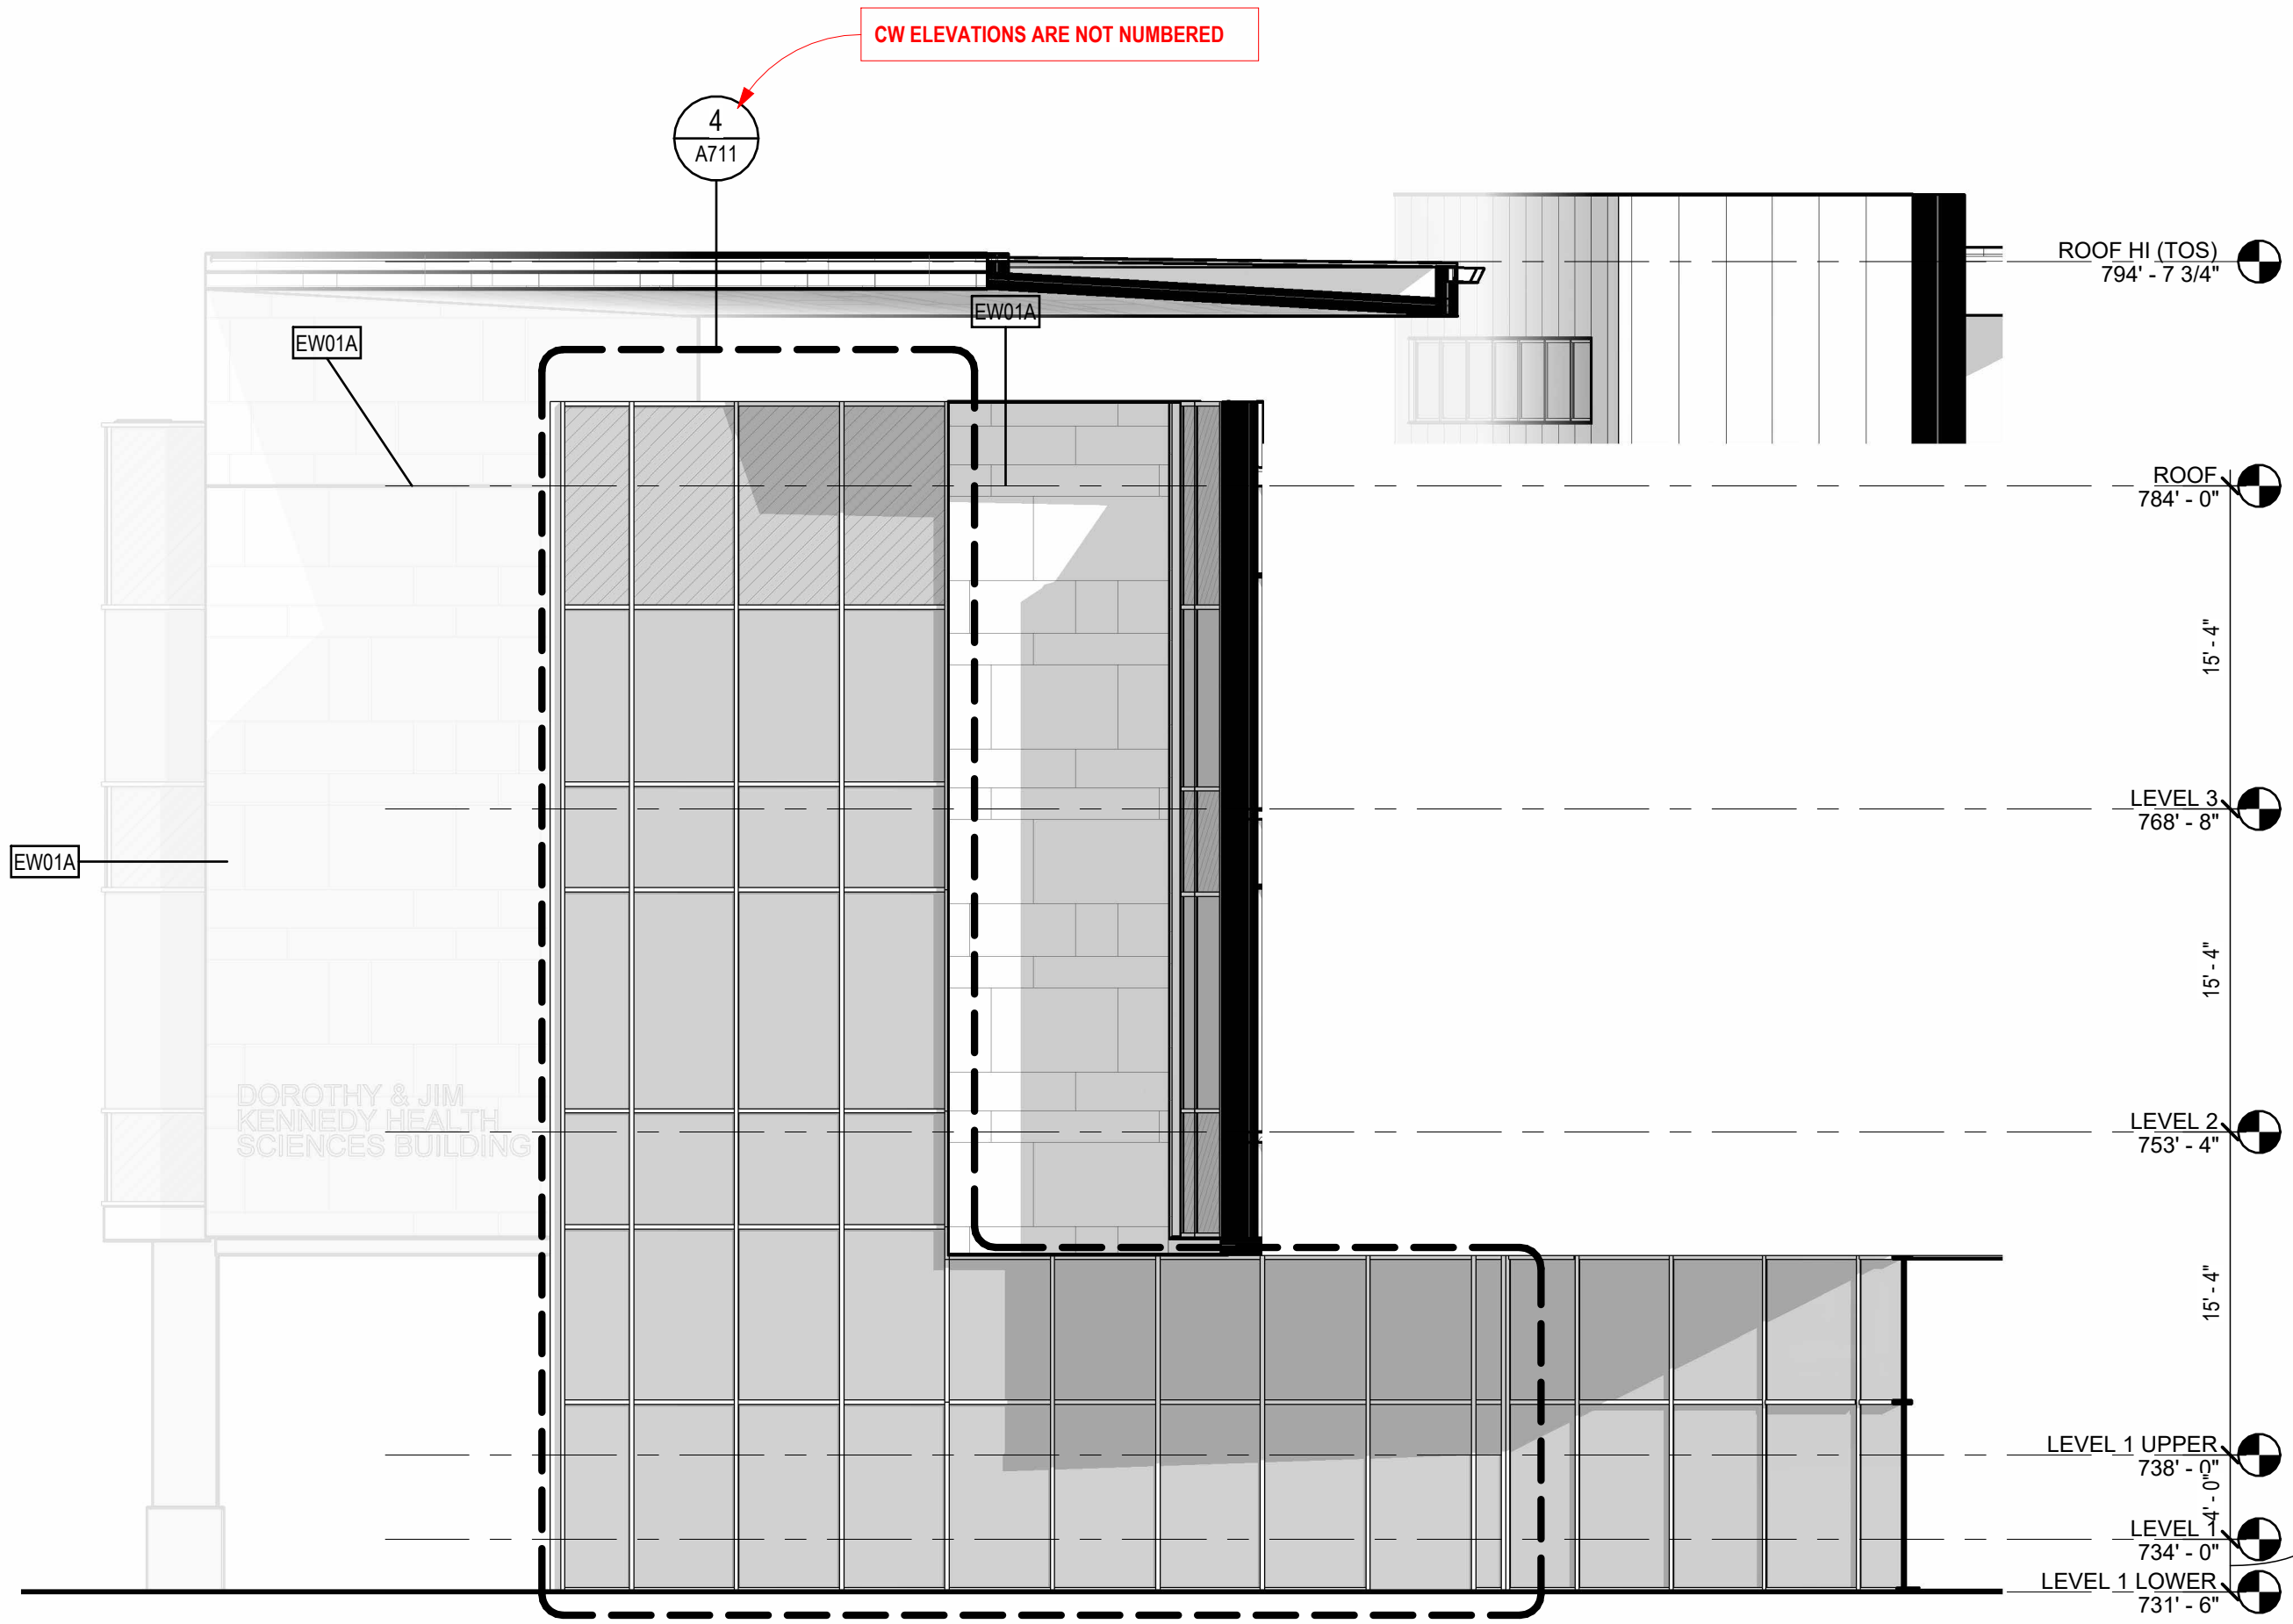 CW ELEVATIONS ARE NOT NUMBERED
4
A711
ROOF HI (TOS)
794' - 7 3/4"
EW01A
EW01A
ROOF
784' - 0"
15' - 4"
LEVEL 3
768' - 8"
EW01A
15' - 4"
DOROTHY & JIM
KENNEDY HEALTH
SCIENCES BUILDING
LEVEL 2
753' - 4"
15' - 4"
LEVEL 1 UPPER
738' - 0"
4' - 0"
LEVEL 1
734' - 0"
LEVEL 1 LOWER
731' - 6"